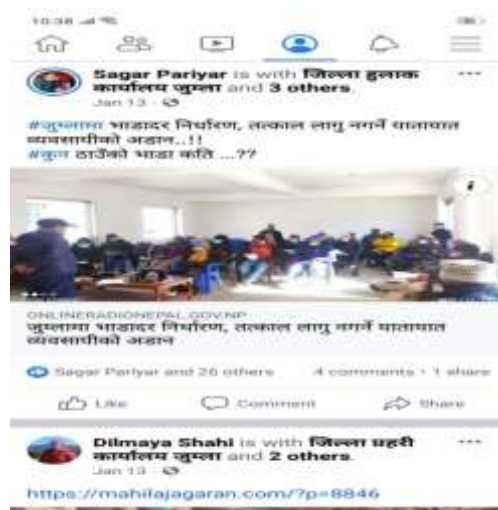 10:38
Sagar Pariyar is with जिल्ला हुलाक
कार्यालय जुम्ला and 3 others.
Jan 13
#जुम्लामा भाडादर निर्धारण, तत्काल लागु नगर्ने यातायात
व्यवसायीको अडान..!!
#कुन ठाउँको भाडा कति ...??
ONLINERADIONEPAL.GOV.NP
जुम्लामा भाडादर निर्धारण, तत्काल लागु नगर्ने यातायात
व्यवसायीको अडान
Sagar Pariyar and 26 others 4 comments • 1 share
Like Comment Share
Dilmaya Shahi is with जिल्ला प्रहरी
कार्यालय जुम्ला and 2 others.
Jan 13
https://mahilajagaran.com/?p=8846